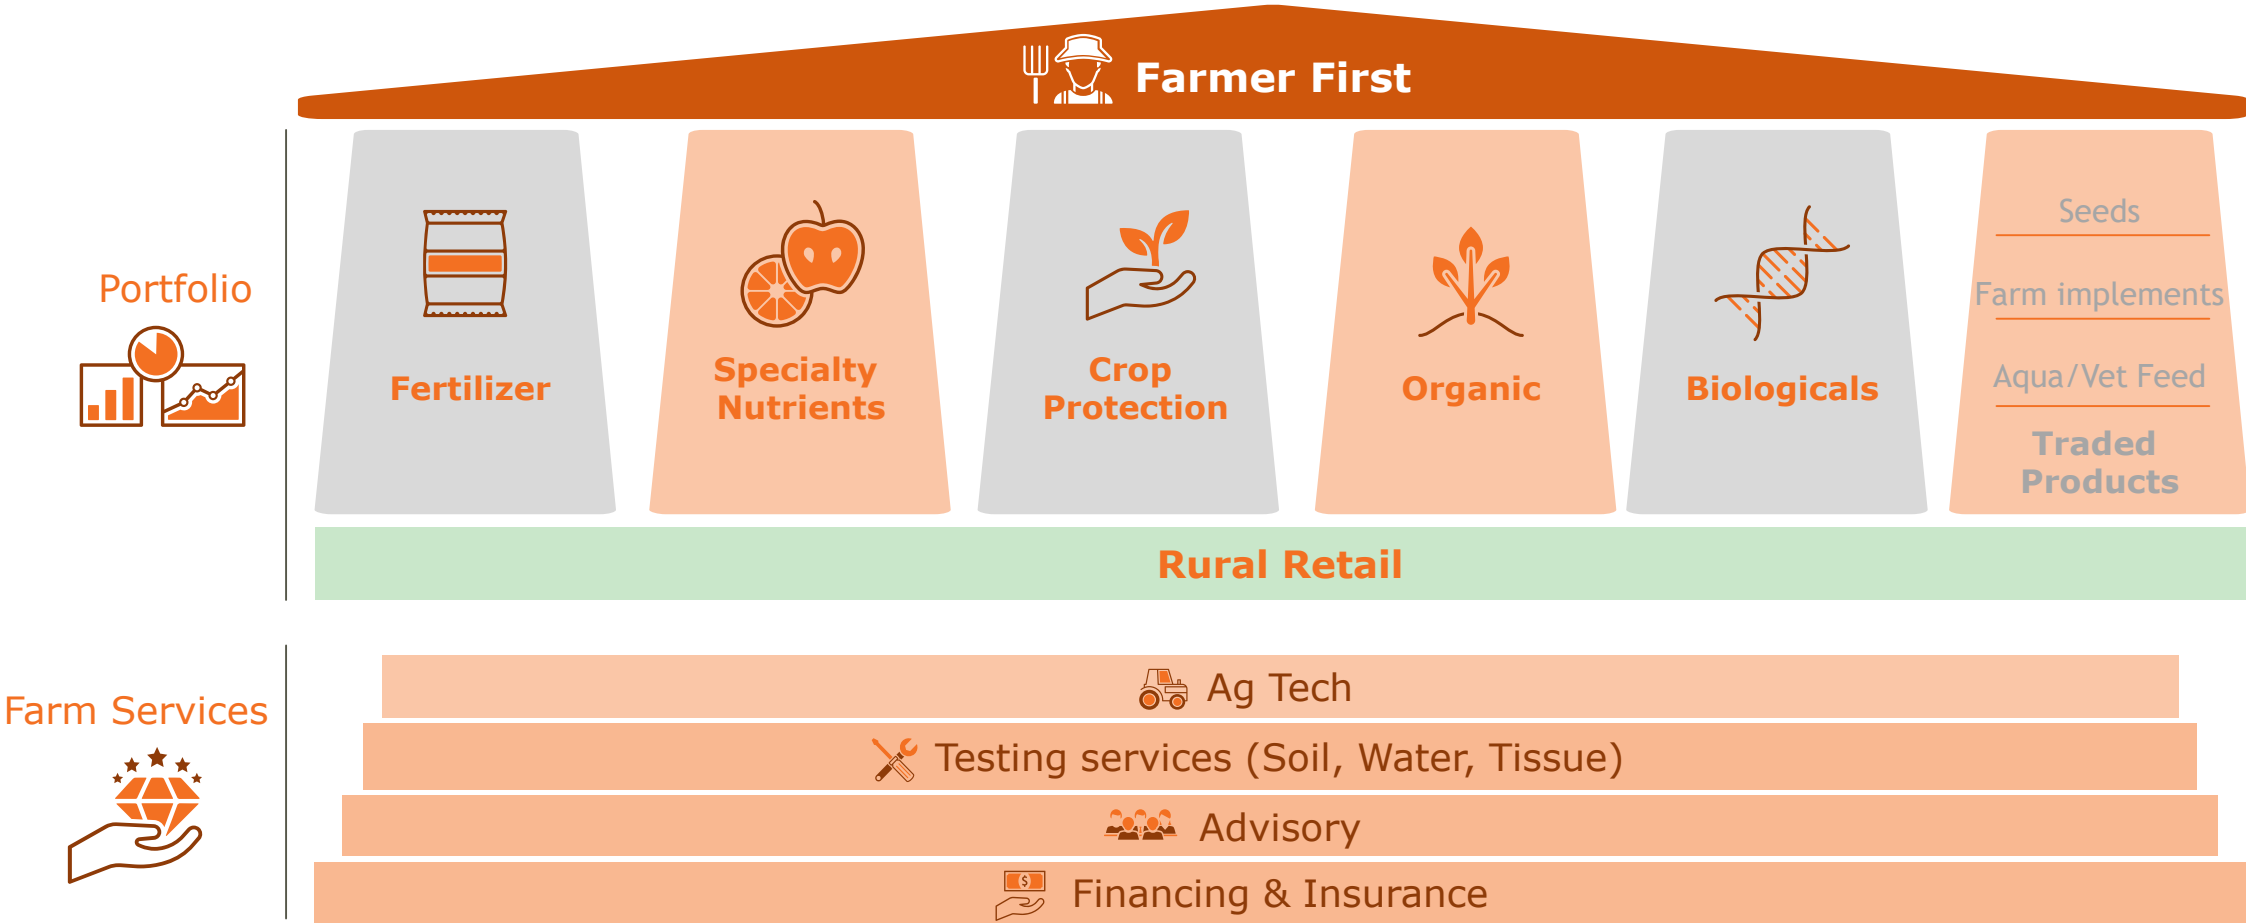 Farmer First
Portfolio
Fertilizer
Specialty
Nutrients
Crop
Protection
Organic
Biologicals
Seeds
Farm implements
Aqua/Vet Feed
Traded
Products
Rural Retail
Farm Services
Ag Tech
Testing services (Soil, Water, Tissue)
Advisory
$
Financing & Insurance